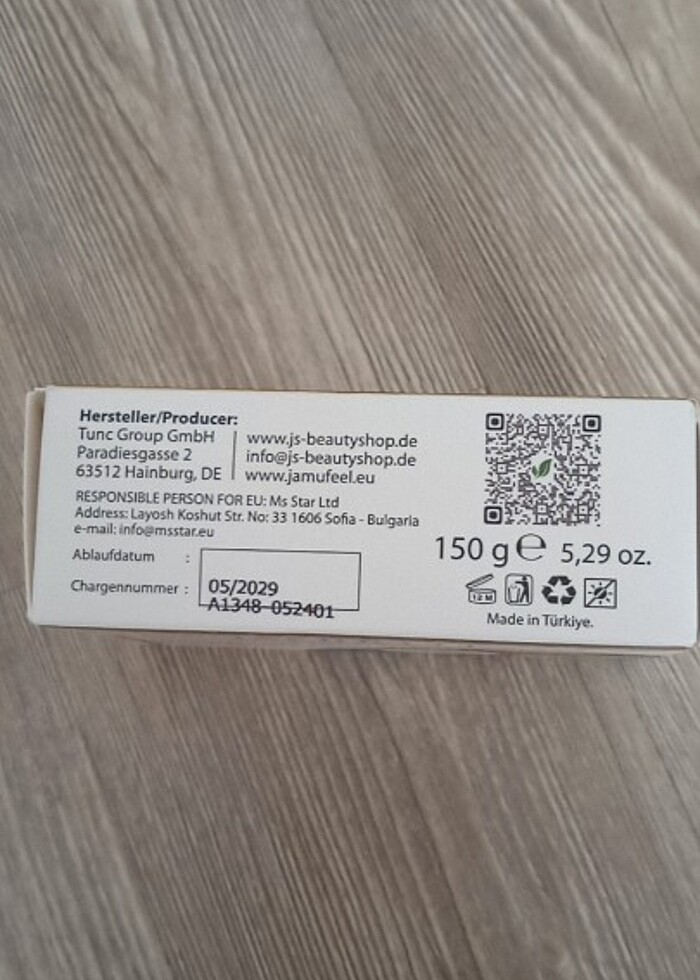 Hersteller/Producer:
Tunc Group GmbH
Paradiesgasse 2
63512 Hainburg, DE
www.js-beautyshop.de
info@js-beautyshop.de
www.jamufeel.eu
RESPONSIBLE PERSON FOR EU: Ms Star Ltd
Address: Layosh Koshut Str. No: 33 1606 Sofia - Bulgaria
e-mail: info@msstar.eu
Ablaufdatum :
Chargennummer :
05/2029
A1348-052401
150 g ℮ 5,29 oz.
12 M
Made in Türkiye.